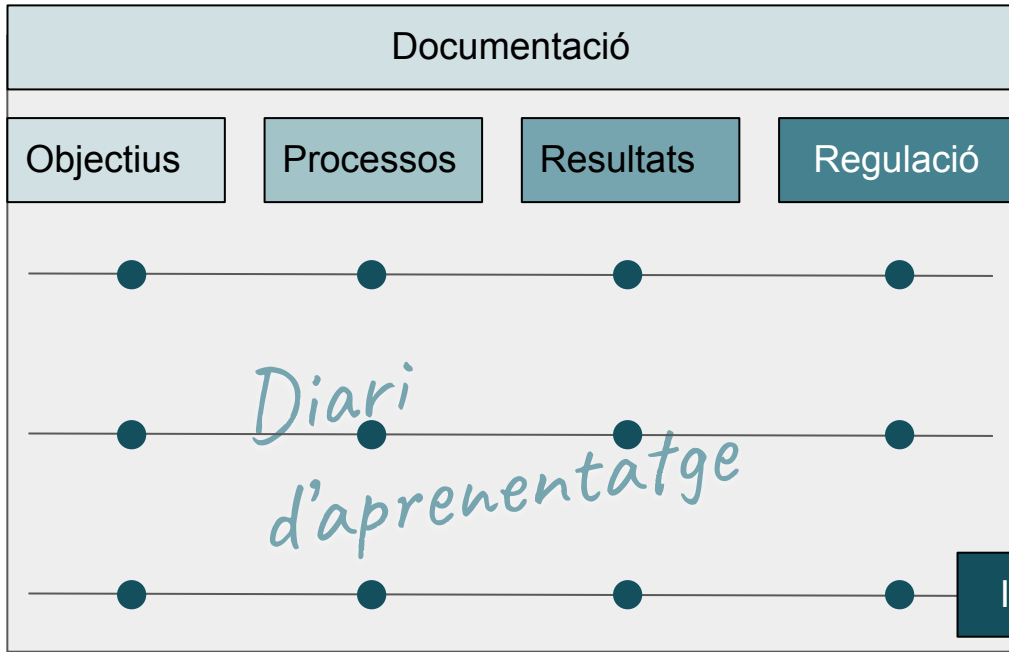 Documentació
Objectius
Processos
Resultats
Regulació
Diari
d'aprenentatge